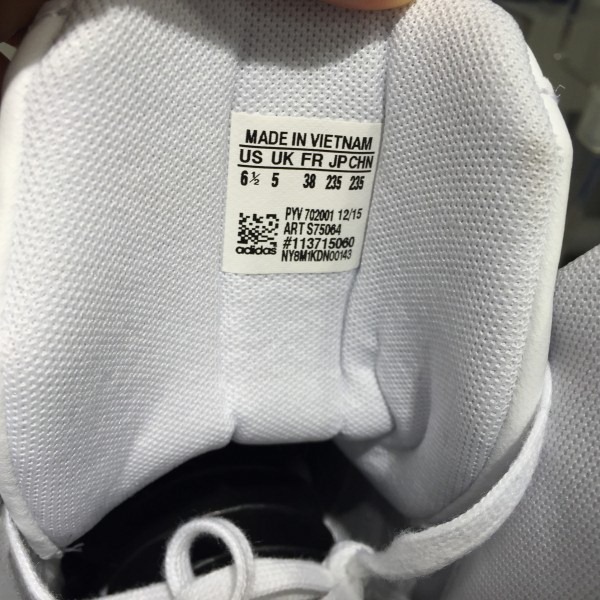 MADE IN VIETNAM
US UK FR JP CHN
6½ 5 38 235 235
PYV 702001 12/15
ART S75064
#113715060
adidas NY8M1KDN00143